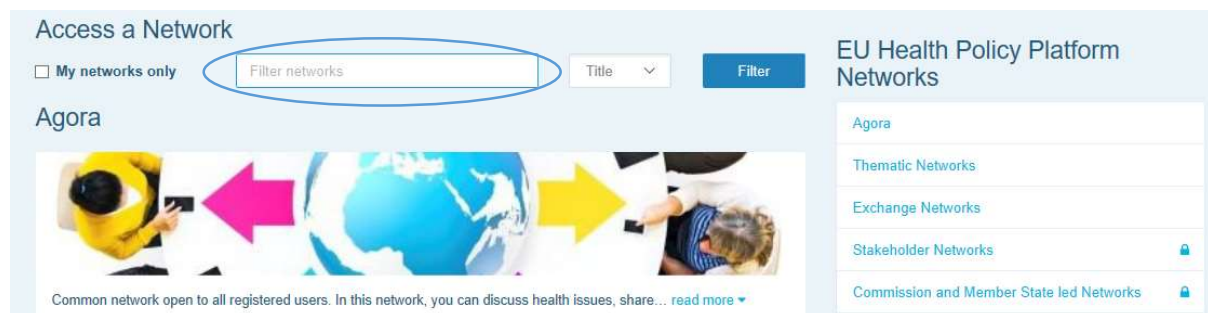 Access a Network
My networks only
Filter networks
Title
Filter
Agora
Common network open to all registered users. In this network, you can discuss health issues, share… read more
EU Health Policy Platform
Networks
Agora
Thematic Networks
Exchange Networks
Stakeholder Networks
Commission and Member State led Networks